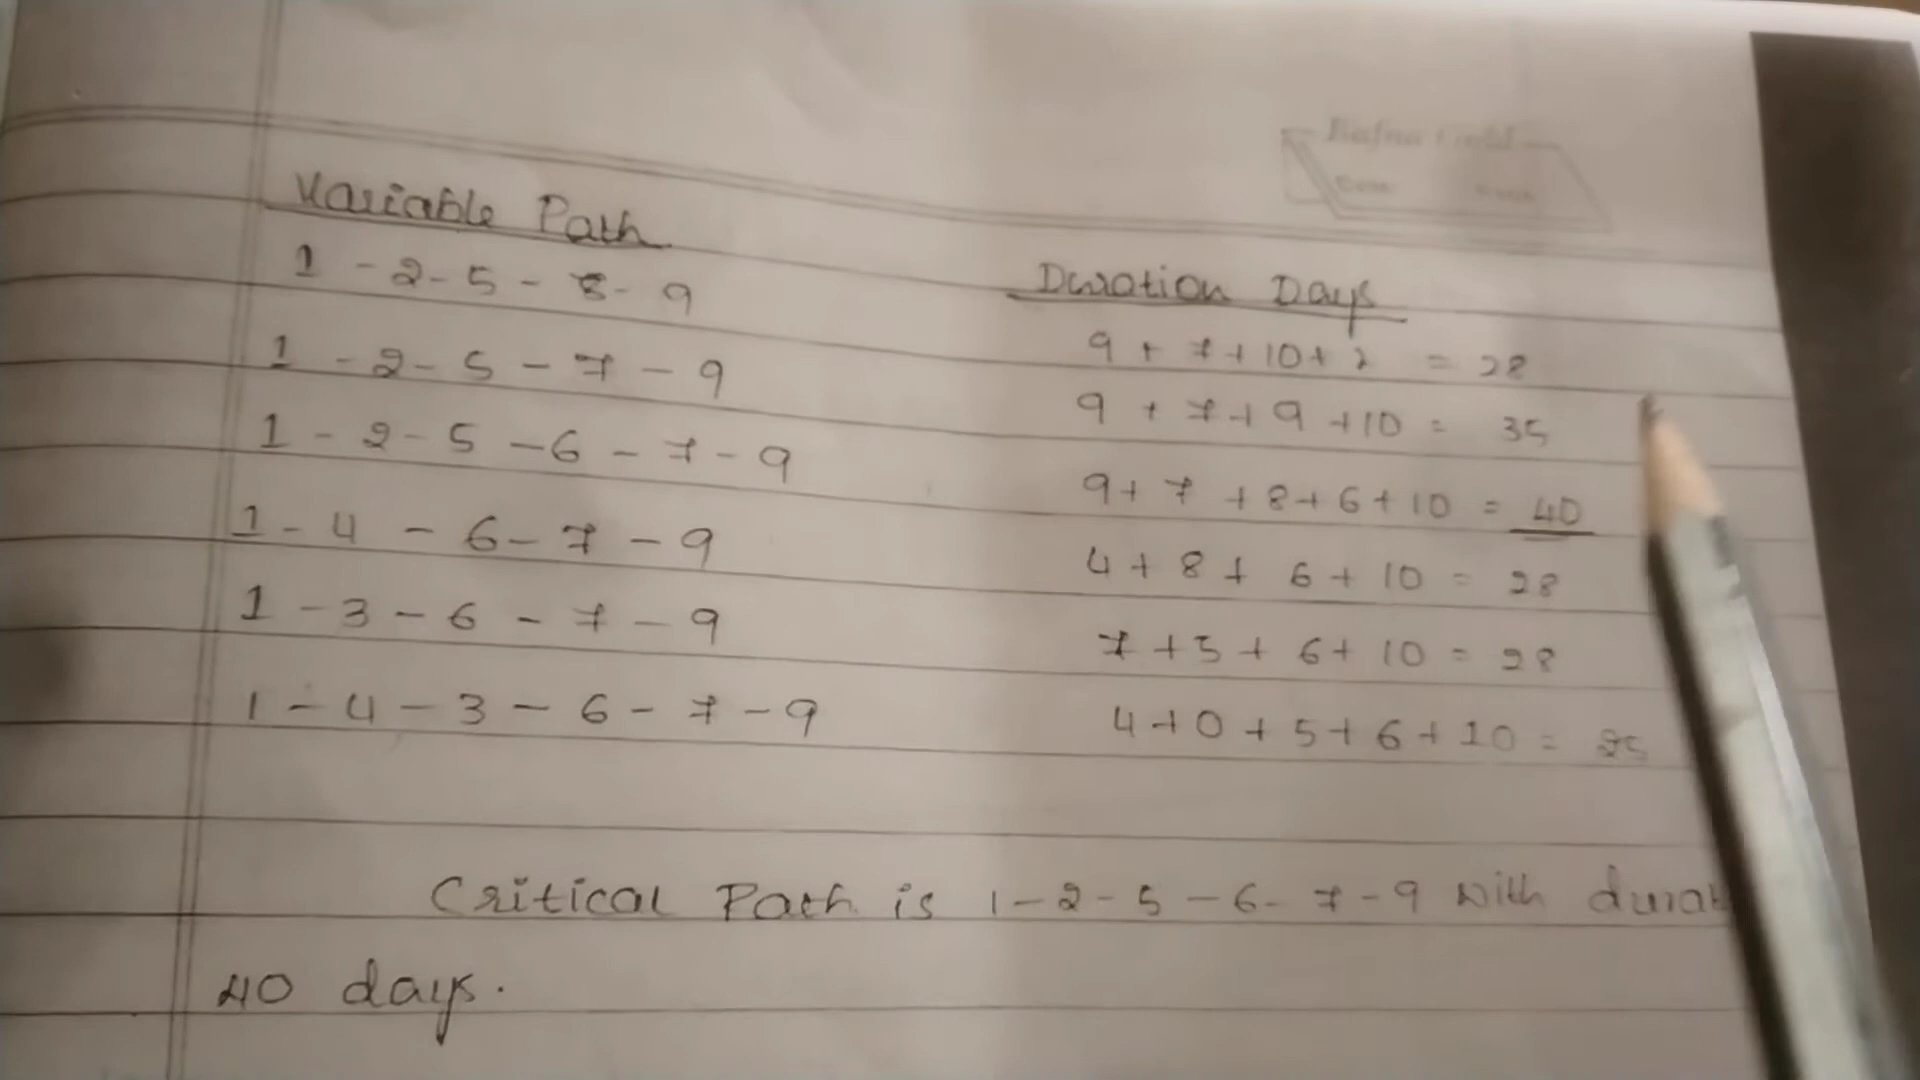 Variable Path
1 - 2 - 5 - 8 - 9
Duration Days
9 + 7 + 10 + 2 = 28
1 - 2 - 5 - 7 - 9
9 + 7 + 9 + 10 = 35
1 - 2 - 5 - 6 - 7 - 9
9 + 7 + 8 + 6 + 10 = 40
1 - 4 - 6 - 7 - 9
4 + 8 + 6 + 10 = 28
1 - 3 - 6 - 7 - 9
7 + 5 + 6 + 10 = 28
1 - 4 - 3 - 6 - 7 - 9
4 + 0 + 5 + 6 + 10 = 25
Critical Path is 1 - 2 - 5 - 6 - 7 - 9 with durat
40 days.